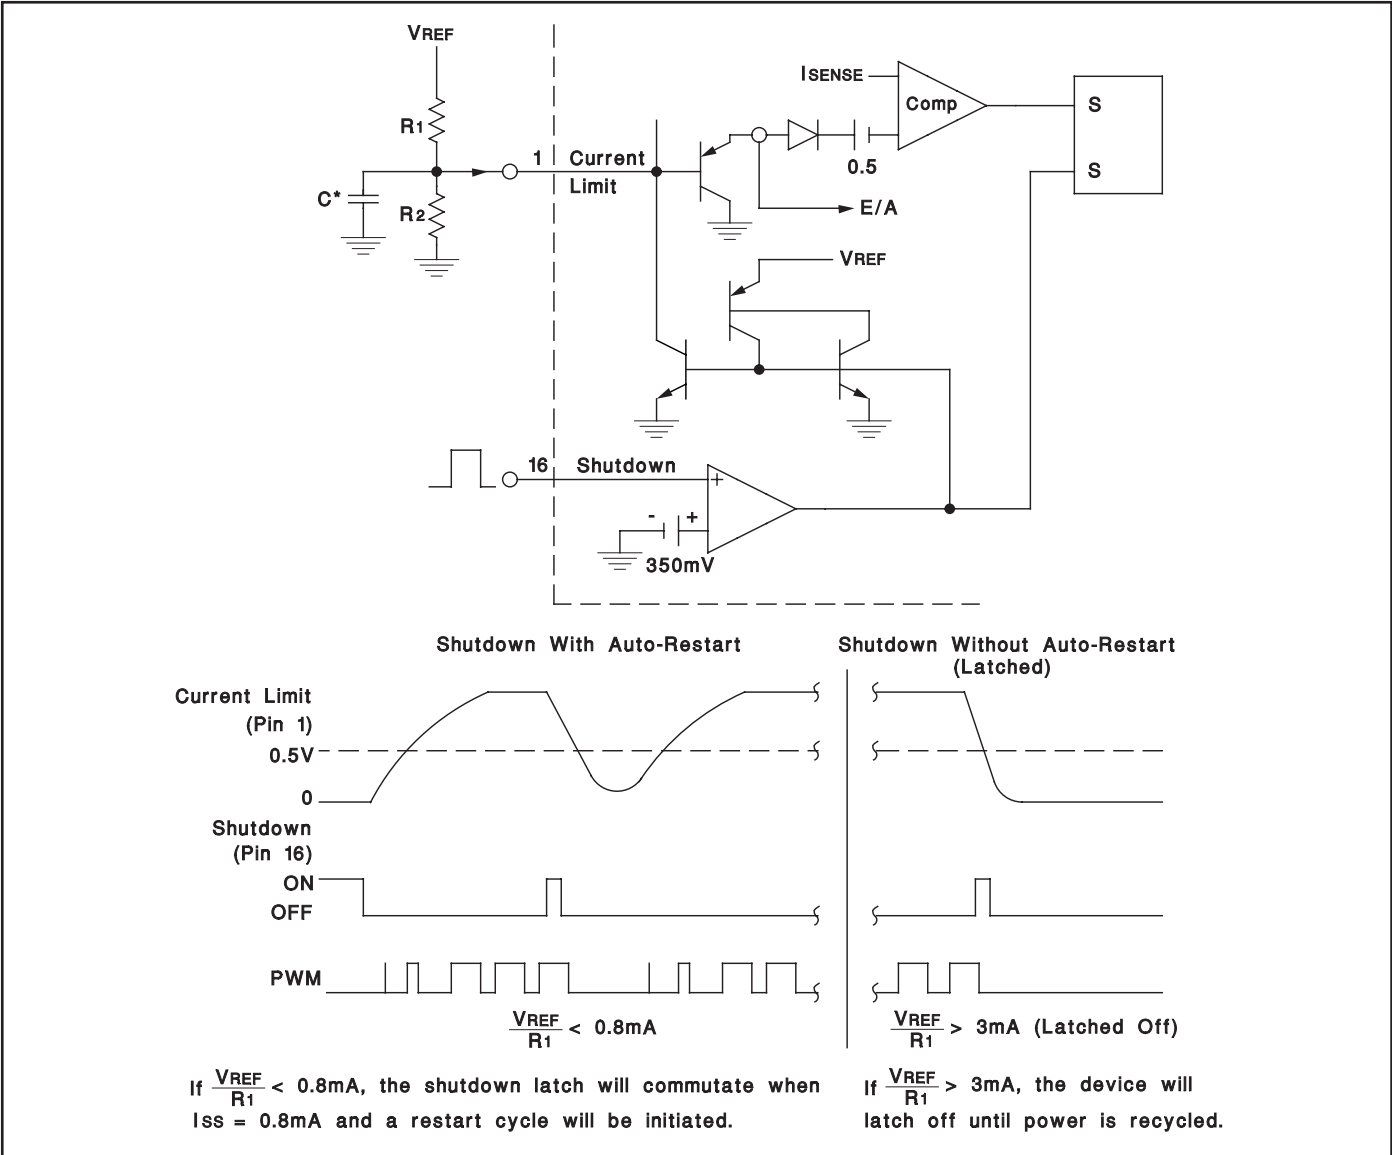 VREF
R1
C*
R2
1 Current
Limit
ISENSE
Comp
0.5
E/A
S
S
VREF
16 Shutdown
+
- +
350mV
Shutdown With Auto-Restart
Shutdown Without Auto-Restart
(Latched)
Current Limit
(Pin 1)
0.5V
0
Shutdown
(Pin 16)
ON
OFF
PWM
VREF
R1
< 0.8mA
VREF
R1
> 3mA (Latched Off)
If VREF
R1
< 0.8mA, the shutdown latch will commutate when
ISS = 0.8mA and a restart cycle will be initiated.
If VREF
R1
> 3mA, the device will
latch off until power is recycled.